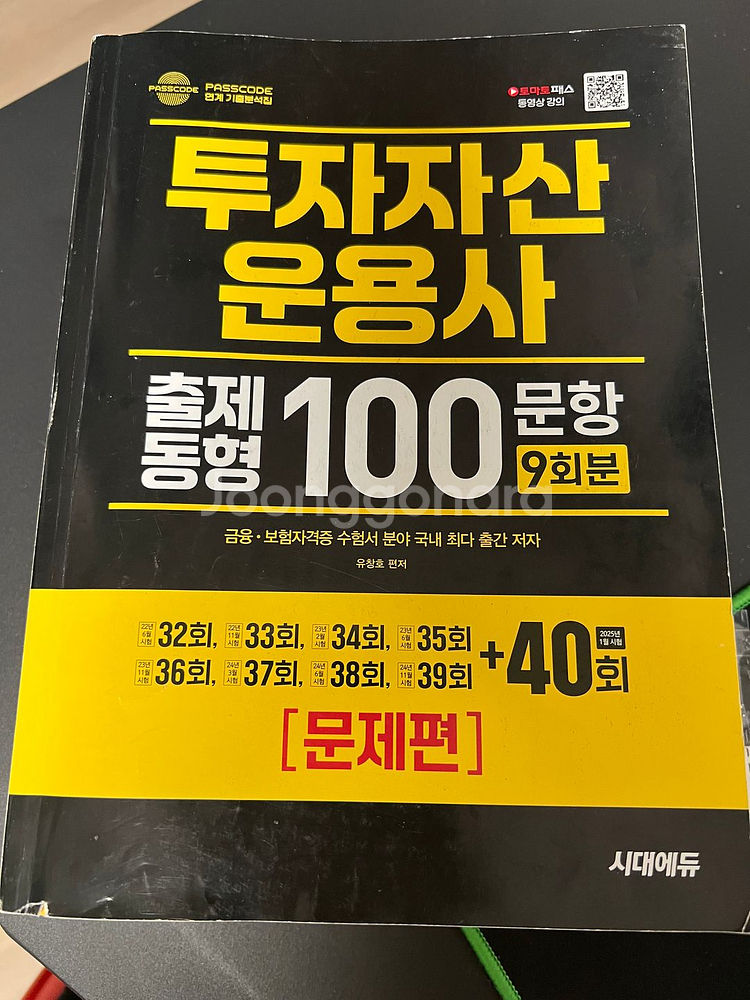 PASSCODE
PASSCODE
연계 기출분석집
토마토패스
동영상 강의
투자자산
운용사
출제
동형
100
문항
9회분
Joonggonara
금융·보험자격증 수험서 분야 국내 최다 출간 저자
유창호 편저
22년 6월 시험 32회, 22년 11월 시험 33회, 23년 2월 시험 34회, 23년 6월 시험 35회
23년 11월 시험 36회, 24년 3월 시험 37회, 24년 6월 시험 38회, 24년 11월 시험 39회
+40회
2025년
1월 시험
[문제편]
시대에듀